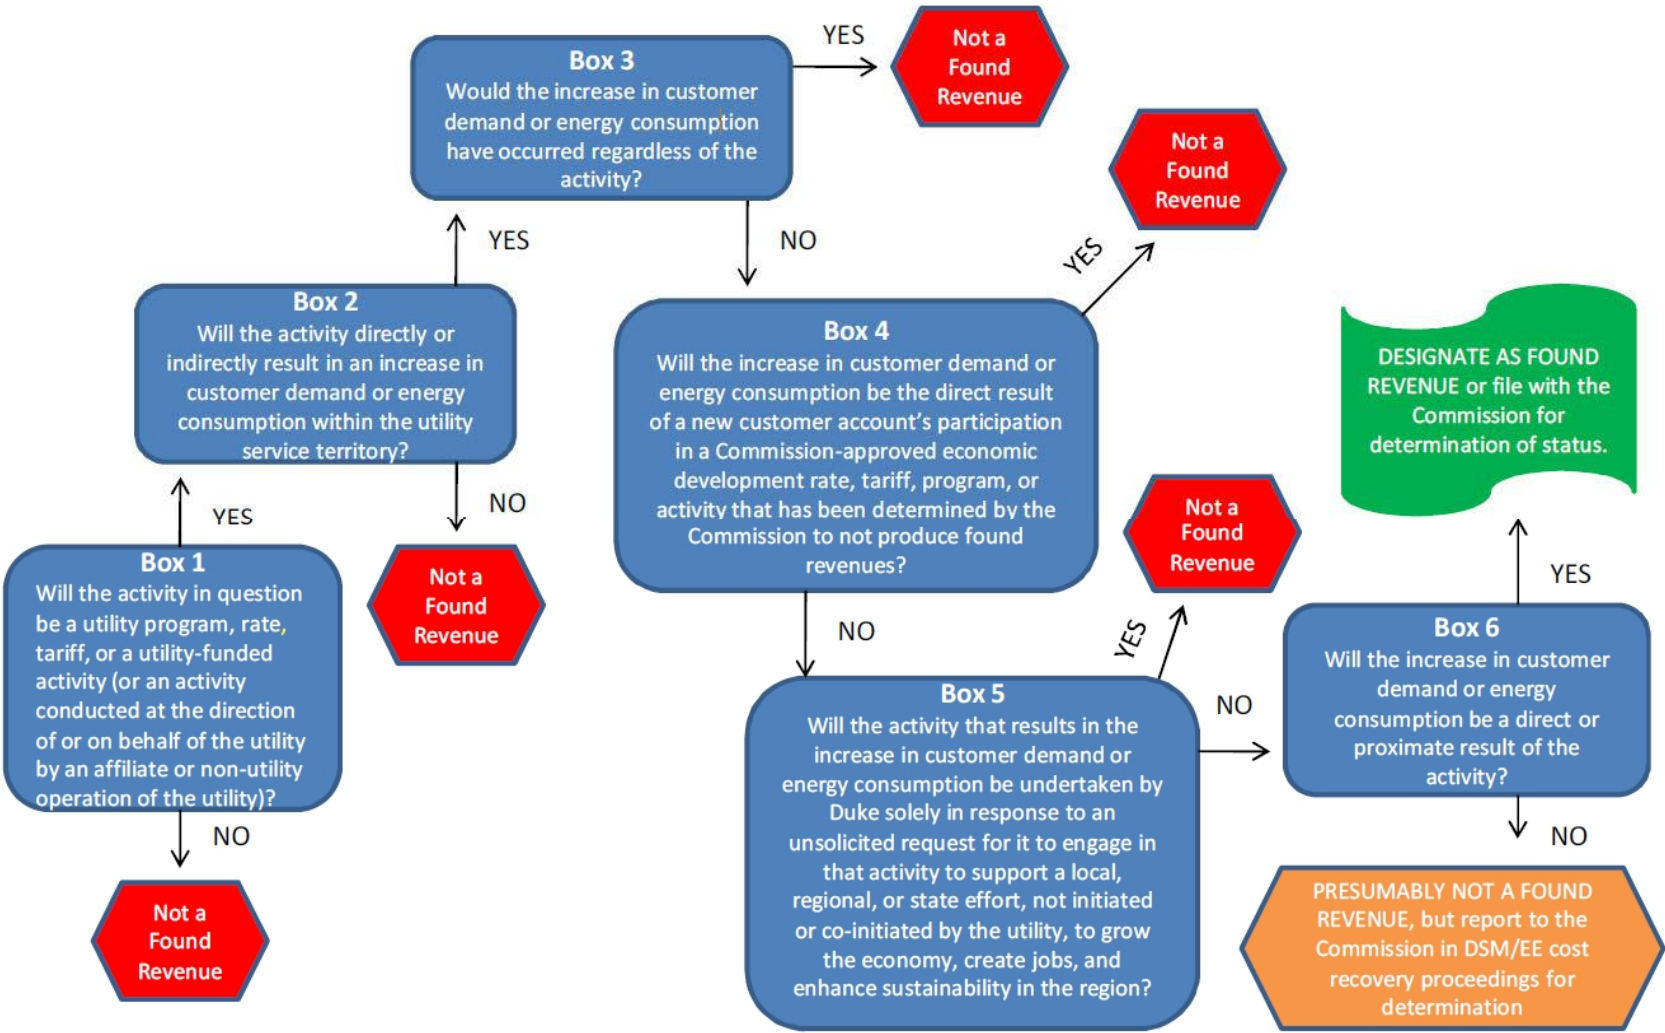 Box 1
Will the activity in question
be a utility program, rate,
tariff, or a utility-funded
activity (or an activity
conducted at the direction
of or on behalf of the utility
by an affiliate or non-utility
operation of the utility)?
NO
Not a
Found
Revenue
YES
Box 2
Will the activity directly or
indirectly result in an increase in
customer demand or energy
consumption within the utility
service territory?
NO
Not a
Found
Revenue
YES
Box 3
Would the increase in customer
demand or energy consumption
have occurred regardless of the
activity?
YES
Not a
Found
Revenue
NO
Box 4
Will the increase in customer demand or
energy consumption be the direct result
of a new customer account’s participation
in a Commission-approved economic
development rate, tariff, program, or
activity that has been determined by the
Commission to not produce found
revenues?
YES
Not a
Found
Revenue
NO
Box 5
Will the activity that results in the
increase in customer demand or
energy consumption be undertaken by
Duke solely in response to an
unsolicited request for it to engage in
that activity to support a local,
regional, or state effort, not initiated
or co-initiated by the utility, to grow
the economy, create jobs, and
enhance sustainability in the region?
YES
Not a
Found
Revenue
NO
Box 6
Will the increase in customer
demand or energy
consumption be a direct or
proximate result of the
activity?
YES
DESIGNATE AS FOUND
REVENUE or file with the
Commission for
determination of status.
NO
PRESUMABLY NOT A FOUND
REVENUE, but report to the
Commission in DSM/EE cost
recovery proceedings for
determination